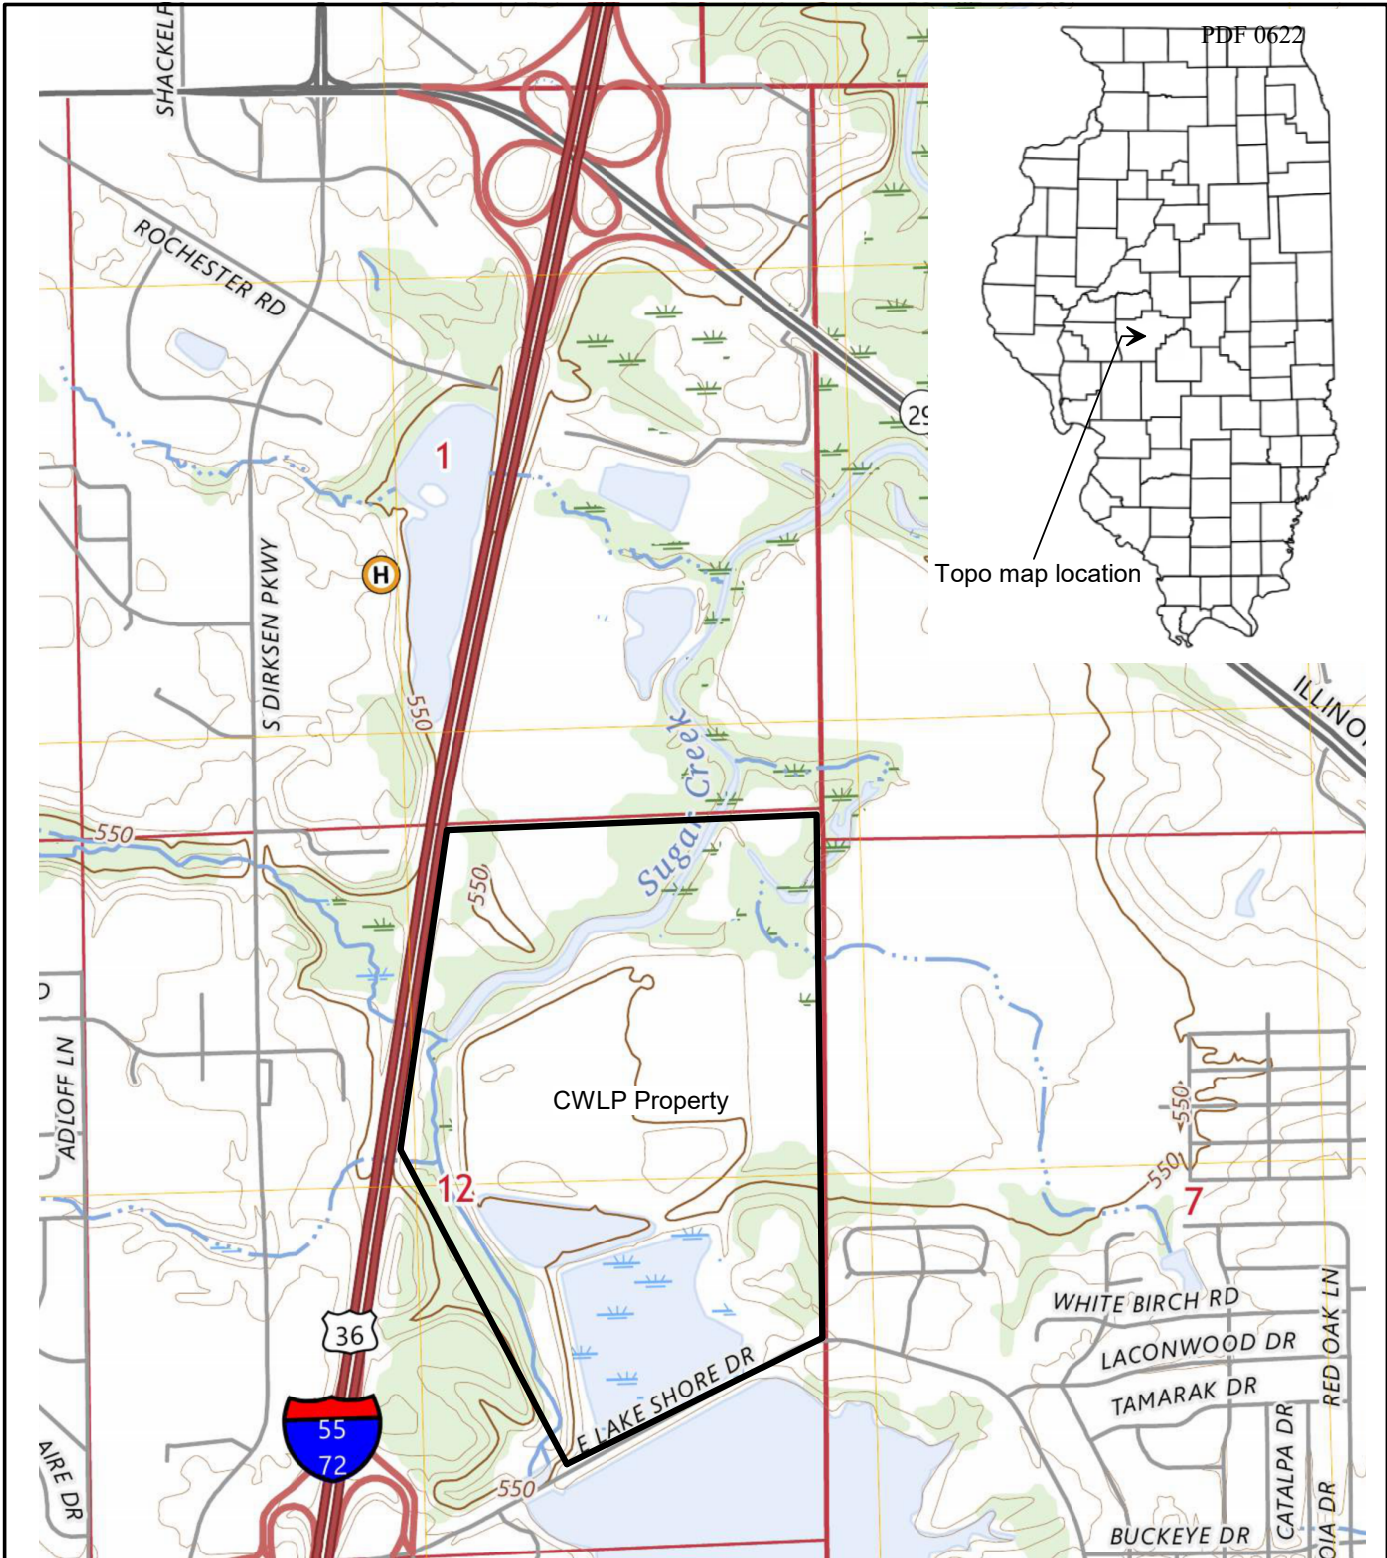 PDF 0622
SHACKELF
ROCHESTER RD
29
1
H
S DIRKSEN PKWY
Topo map location
550
ILLINO
Sugar Creek
550
550
ADLOFF LN
CWLP Property
550
550
12
7
WHITE BIRCH RD
RED OAK LN
36
LACONWOOD DR
E LAKE SHORE DR
TAMARAK DR
55
72
AIRE DR
CATALPA DR
550
BUCKEYE DR
OIA DR